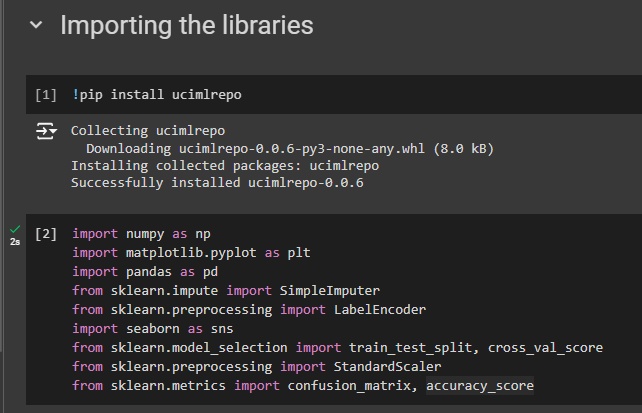 Importing the libraries
[1] !pip install ucimlrepo
Collecting ucimlrepo
  Downloading ucimlrepo-0.0.6-py3-none-any.whl (8.0 kB)
Installing collected packages: ucimlrepo
Successfully installed ucimlrepo-0.0.6
[2] import numpy as np
2s import matplotlib.pyplot as plt
import pandas as pd
from sklearn.impute import SimpleImputer
from sklearn.preprocessing import LabelEncoder
import seaborn as sns
from sklearn.model_selection import train_test_split, cross_val_score
from sklearn.preprocessing import StandardScaler
from sklearn.metrics import confusion_matrix, accuracy_score